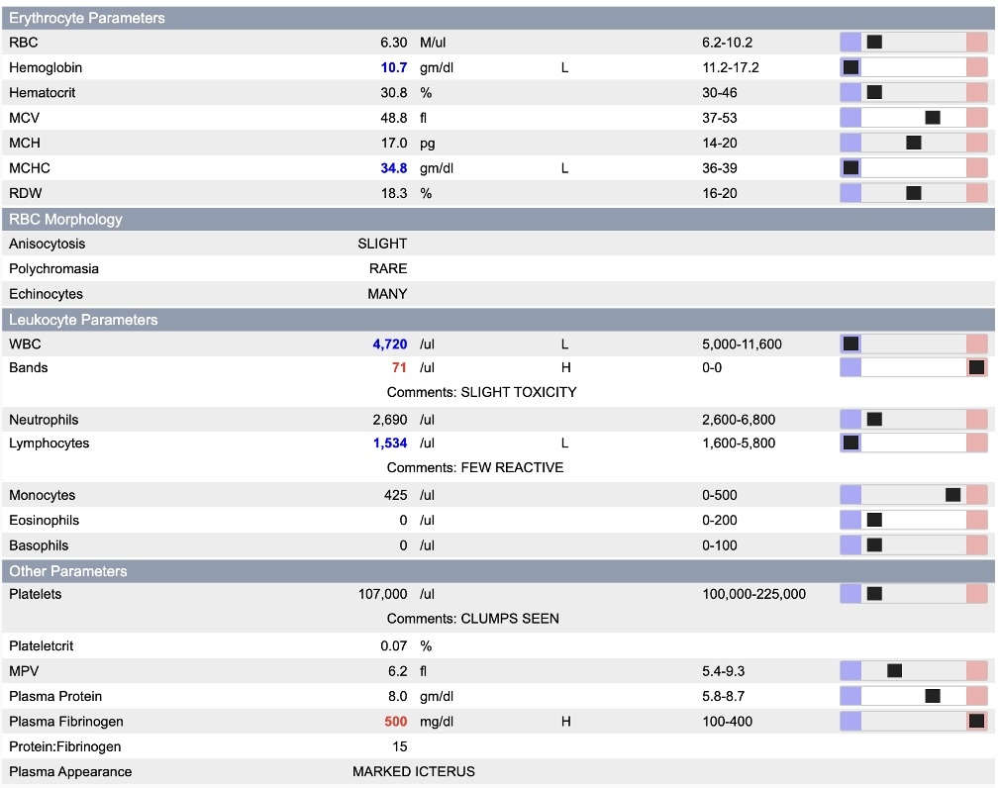 Erythrocyte Parameters
RBC 6.30 M/ul 6.2-10.2
Hemoglobin 10.7 gm/dl L 11.2-17.2
Hematocrit 30.8 % 30-46
MCV 48.8 fl 37-53
MCH 17.0 pg 14-20
MCHC 34.8 gm/dl L 36-39
RDW 18.3 % 16-20
RBC Morphology
Anisocytosis SLIGHT
Polychromasia RARE
Echinocytes MANY
Leukocyte Parameters
WBC 4,720 /ul L 5,000-11,600
Bands 71 /ul H 0-0
Comments: SLIGHT TOXICITY
Neutrophils 2,690 /ul 2,600-6,800
Lymphocytes 1,534 /ul L 1,600-5,800
Comments: FEW REACTIVE
Monocytes 425 /ul 0-500
Eosinophils 0 /ul 0-200
Basophils 0 /ul 0-100
Other Parameters
Platelets 107,000 /ul 100,000-225,000
Comments: CLUMPS SEEN
Plateletcrit 0.07 %
MPV 6.2 fl 5.4-9.3
Plasma Protein 8.0 gm/dl 5.8-8.7
Plasma Fibrinogen 500 mg/dl H 100-400
Protein:Fibrinogen 15
Plasma Appearance MARKED ICTERUS